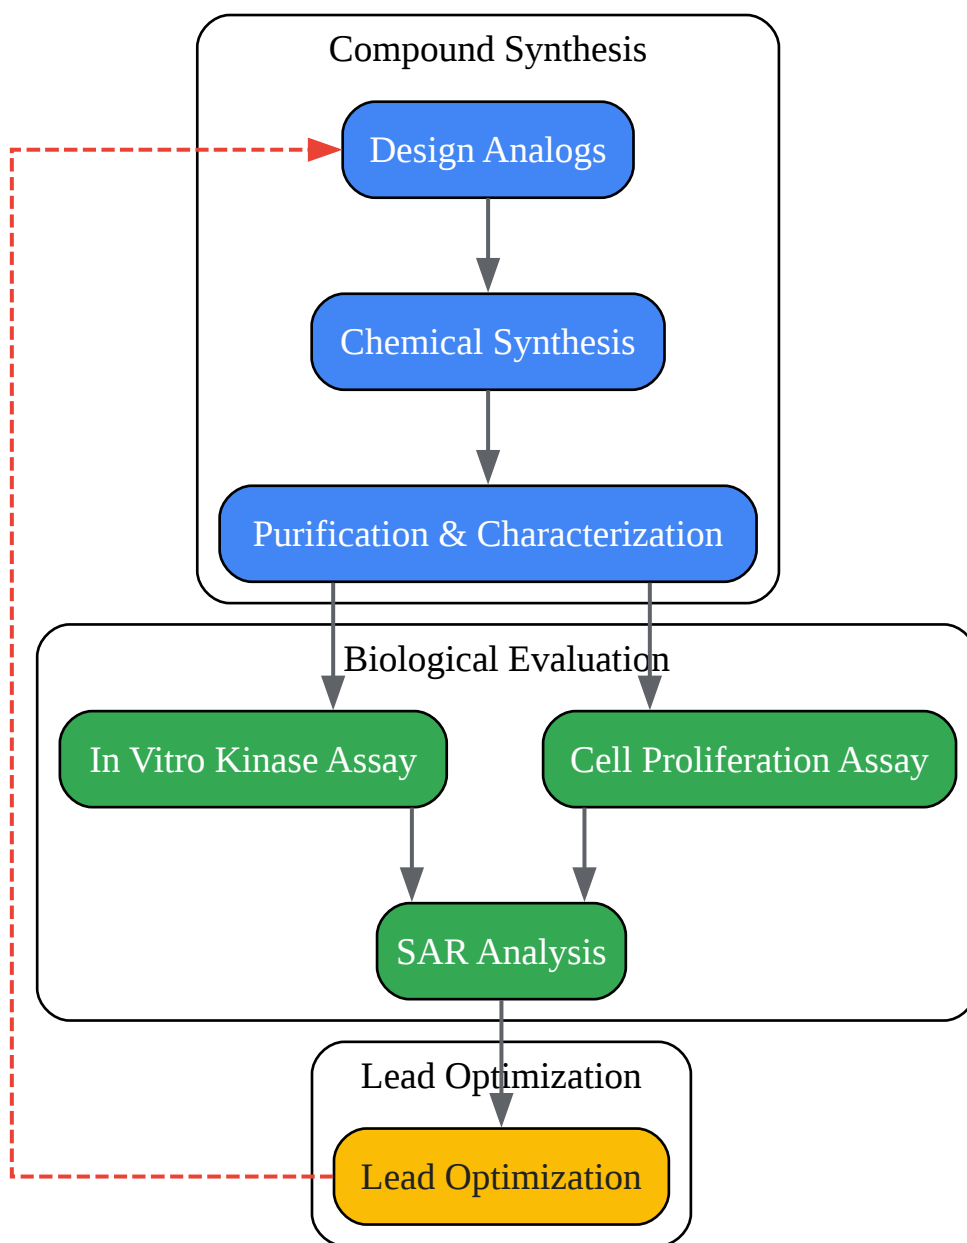 Compound Synthesis
Design Analogs
Chemical Synthesis
Purification & Characterization
Biological Evaluation
In Vitro Kinase Assay
Cell Proliferation Assay
SAR Analysis
Lead Optimization
Lead Optimization